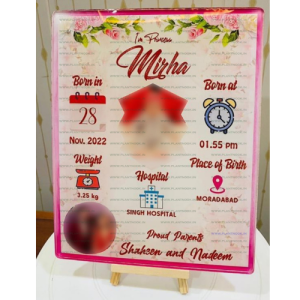 I'm Princess
Mirha
Born in
28
Nov, 2022
Weight
3.25 kg
Born at
01.55 pm
Place of Birth
MORADABAD
Hospital
SINGH HOSPITAL
Proud Parents
Shaheen and Nadeem